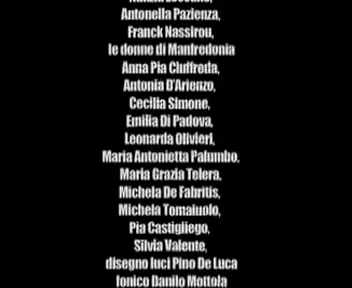 Antonella Pazienza,
Franck Nassirou,
le donne di Manfredonia
Anna Pia Ciuffreda,
Antonia D'Arienzo,
Cecilia Simone,
Emilia Di Padova,
Leonarda Olivieri,
Maria Antonietta Palumbo,
Maria Grazia Telera,
Michela De Fabritis,
Michela Tomaiuolo,
Pia Castigliego,
Silvia Valente,
disegno luci Pino De Luca
fonico Danilo Mottola